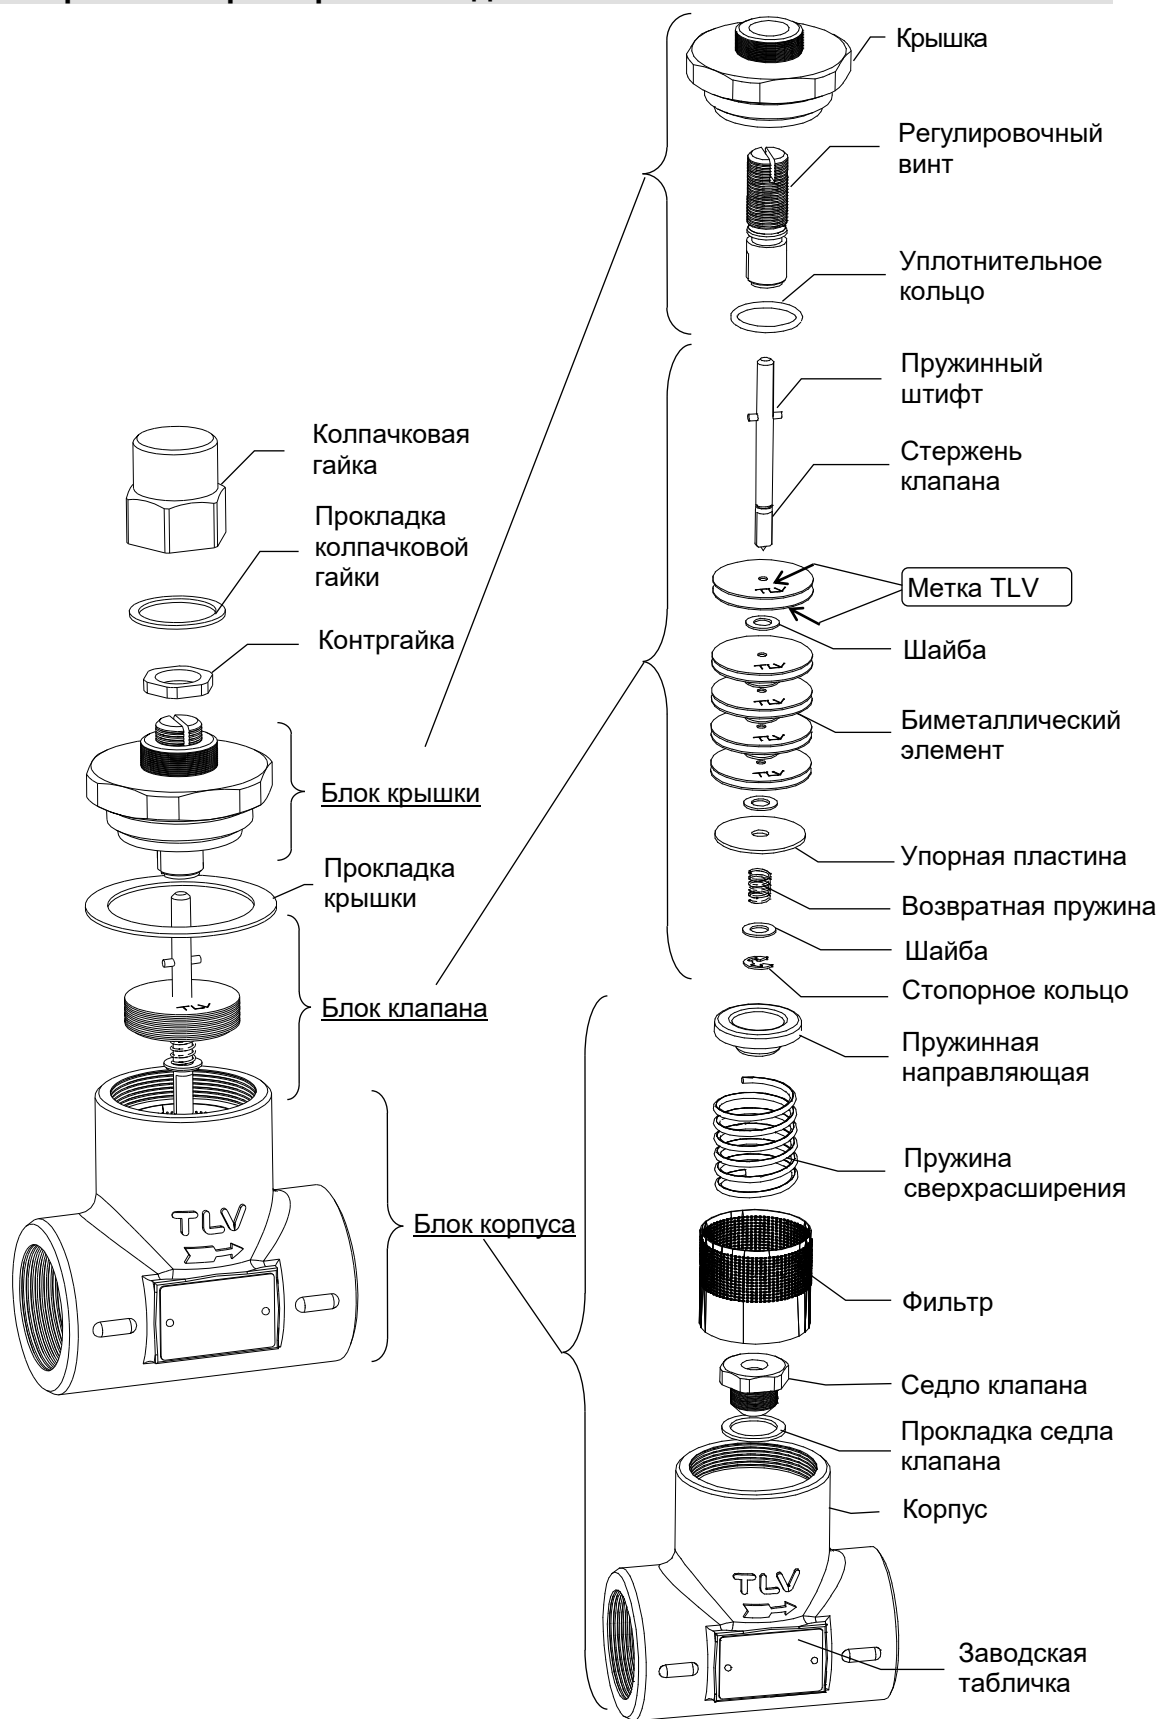 Крышка
Регулировочный
винт
Уплотнительное
кольцо
Пружинный
штифт
Стержень
клапана
Метка TLV
Шайба
Биметаллический
элемент
Упорная пластина
Возвратная пружина
Шайба
Стопорное кольцо
Пружинная
направляющая
Пружина
сверхрасширения
Фильтр
Седло клапана
Прокладка седла
клапана
Корпус
Заводская
табличка
Колпачковая
гайка
Прокладка
колпачковой
гайки
Контргайка
Блок крышки
Прокладка
крышки
Блок клапана
Блок корпуса
TLV
TLV
TLV
TLV
TLV
TLV
TLV
TLV